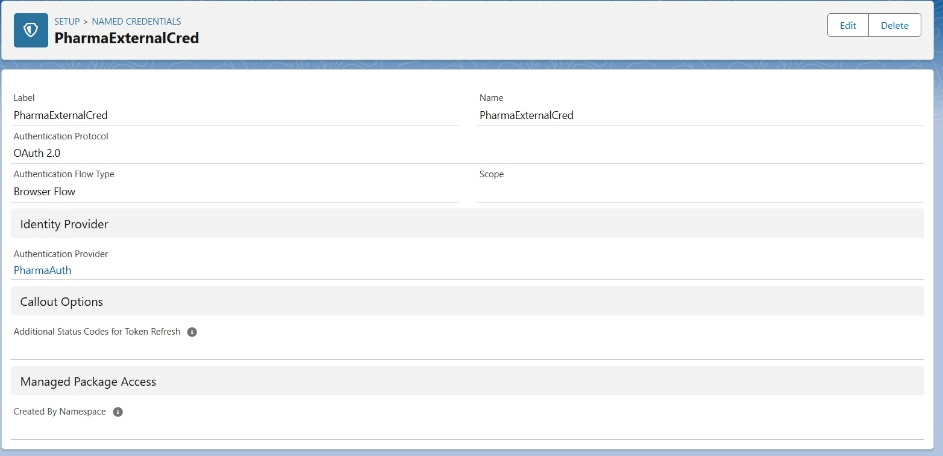 SETUP > NAMED CREDENTIALS
PharmaExternalCred
Edit
Delete
Label
PharmaExternalCred
Name
PharmaExternalCred
Authentication Protocol
OAuth 2.0
Authentication Flow Type
Browser Flow
Scope
Identity Provider
Authentication Provider
PharmaAuth
Callout Options
Additional Status Codes for Token Refresh
Managed Package Access
Created By Namespace